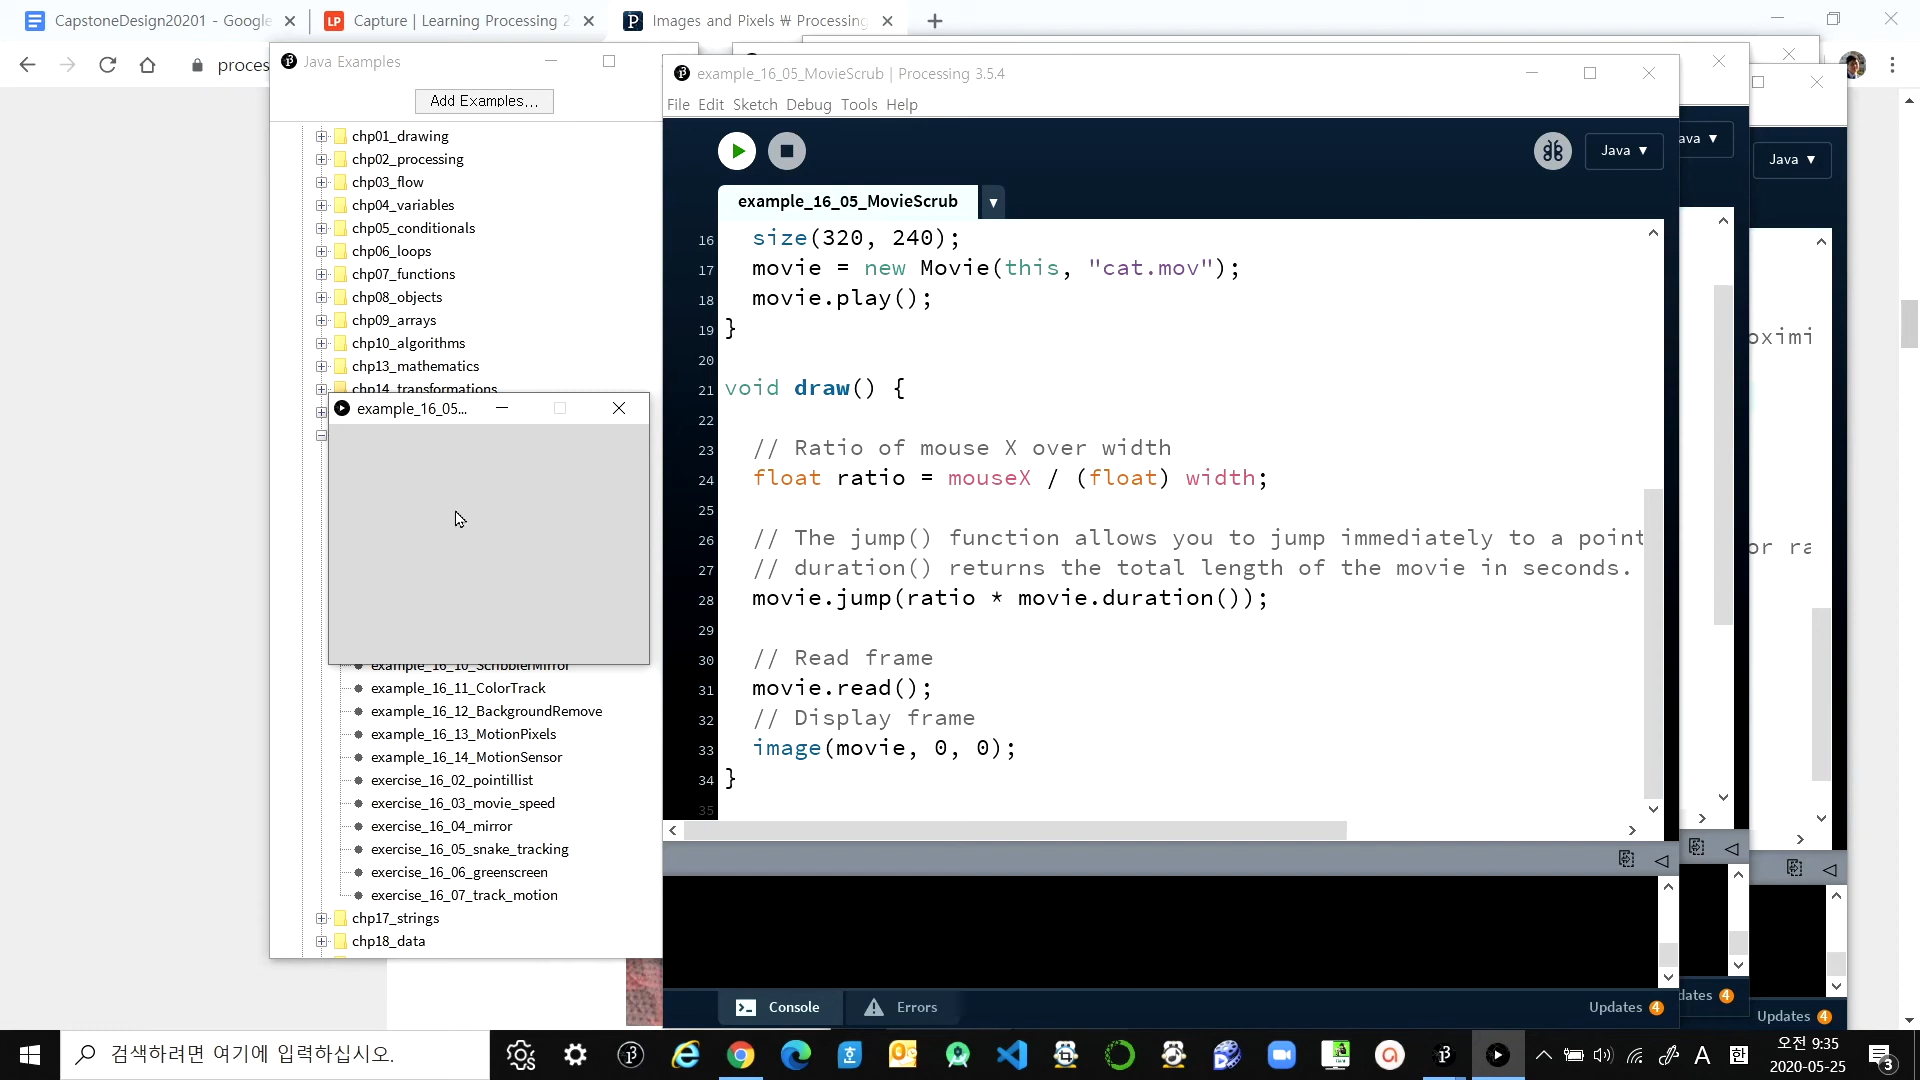 CapstoneDesign20201 - Google
Capture | Learning Processing 2
Images and Pixels ₩ Processing
proces
Java Examples
Add Examples...
chp01_drawing
chp02_processing
chp03_flow
chp04_variables
chp05_conditionals
chp06_loops
chp07_functions
chp08_objects
chp09_arrays
chp10_algorithms
chp13_mathematics
chp14_transformations
example_16_05...
example_16_10_ScribblerMirror
example_16_11_ColorTrack
example_16_12_BackgroundRemove
example_16_13_MotionPixels
example_16_14_MotionSensor
exercise_16_02_pointillist
exercise_16_03_movie_speed
exercise_16_04_mirror
exercise_16_05_snake_tracking
exercise_16_06_greenscreen
exercise_16_07_track_motion
chp17_strings
chp18_data
example_16_05_MovieScrub | Processing 3.5.4
File Edit Sketch Debug Tools Help
Java
example_16_05_MovieScrub
16 size(320, 240);
17 movie = new Movie(this, "cat.mov");
18 movie.play();
19 }
20
21 void draw() {
22
23 // Ratio of mouse X over width
24 float ratio = mouseX / (float) width;
25
26 // The jump() function allows you to jump immediately to a point
27 // duration() returns the total length of the movie in seconds.
28 movie.jump(ratio * movie.duration());
29
30 // Read frame
31 movie.read();
32 // Display frame
33 image(movie, 0, 0);
34 }
35
Console
Errors
Updates 4
ava
dates 4
Java
oximi
or ra
Updates 4
검색하려면 여기에 입력하십시오.
A
한
오전 9:35
2020-05-25
3